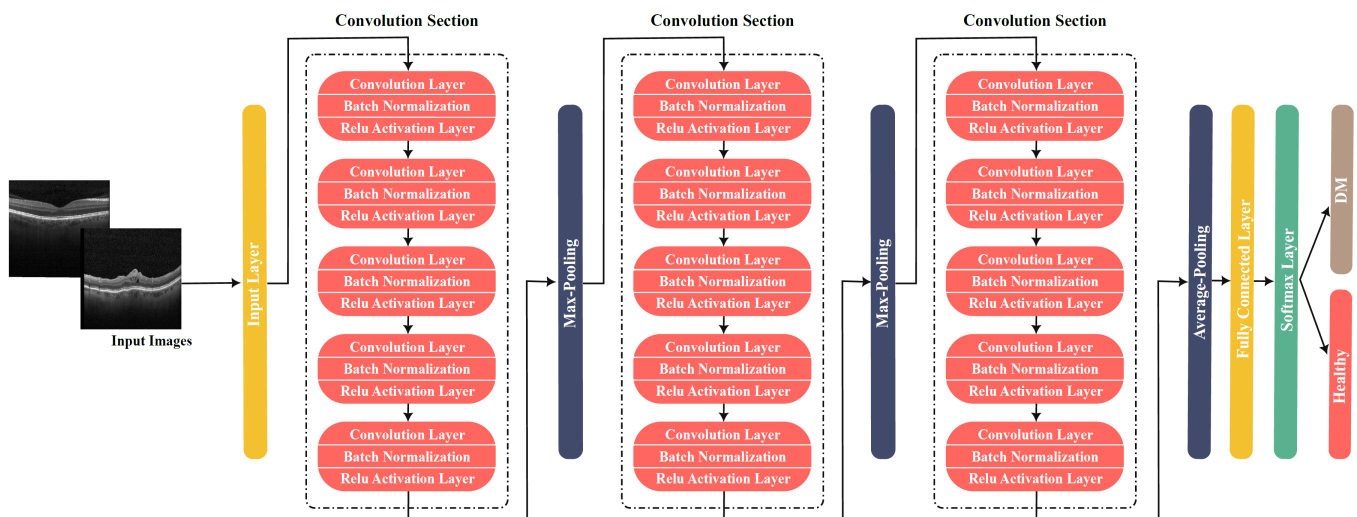 Convolution Section
Convolution Section
Convolution Section
Input Images
Input Layer
Convolution Layer
Batch Normalization
Relu Activation Layer
Convolution Layer
Batch Normalization
Relu Activation Layer
Convolution Layer
Batch Normalization
Relu Activation Layer
Convolution Layer
Batch Normalization
Relu Activation Layer
Convolution Layer
Batch Normalization
Relu Activation Layer
Max-Pooling
Convolution Layer
Batch Normalization
Relu Activation Layer
Convolution Layer
Batch Normalization
Relu Activation Layer
Convolution Layer
Batch Normalization
Relu Activation Layer
Convolution Layer
Batch Normalization
Relu Activation Layer
Convolution Layer
Batch Normalization
Relu Activation Layer
Max-Pooling
Convolution Layer
Batch Normalization
Relu Activation Layer
Convolution Layer
Batch Normalization
Relu Activation Layer
Convolution Layer
Batch Normalization
Relu Activation Layer
Convolution Layer
Batch Normalization
Relu Activation Layer
Convolution Layer
Batch Normalization
Relu Activation Layer
Average-Pooling
Fully Connected Layer
Softmax Layer
DM
Healthy